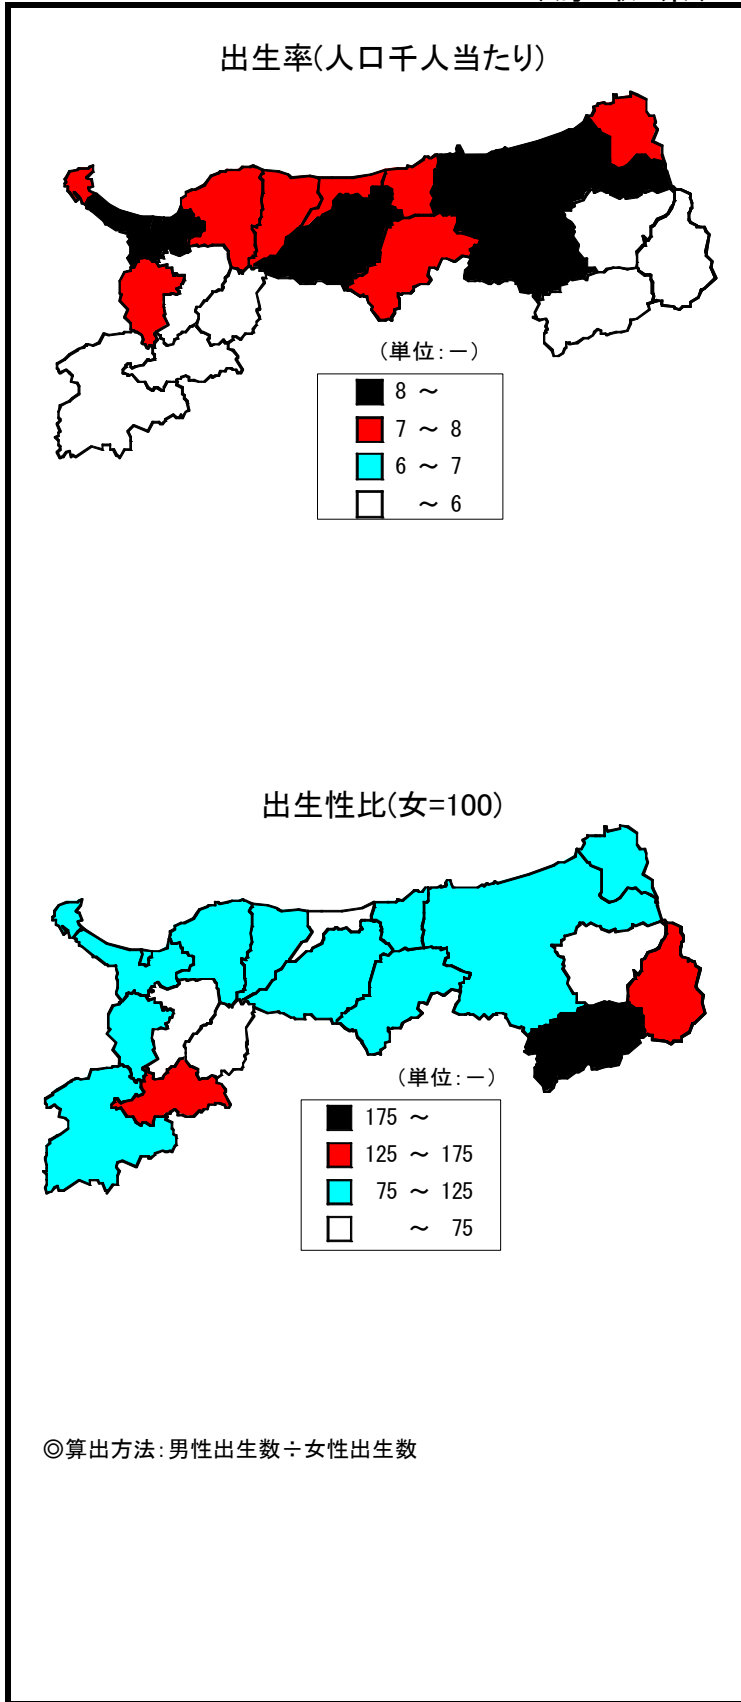 出生率(人口千人当たり)
(単位:－)
8 ～
7 ～ 8
6 ～ 7
～ 6
出生性比(女=100)
(単位:－)
175 ～
125 ～ 175
75 ～ 125
～ 75
◎算出方法:男性出生数÷女性出生数